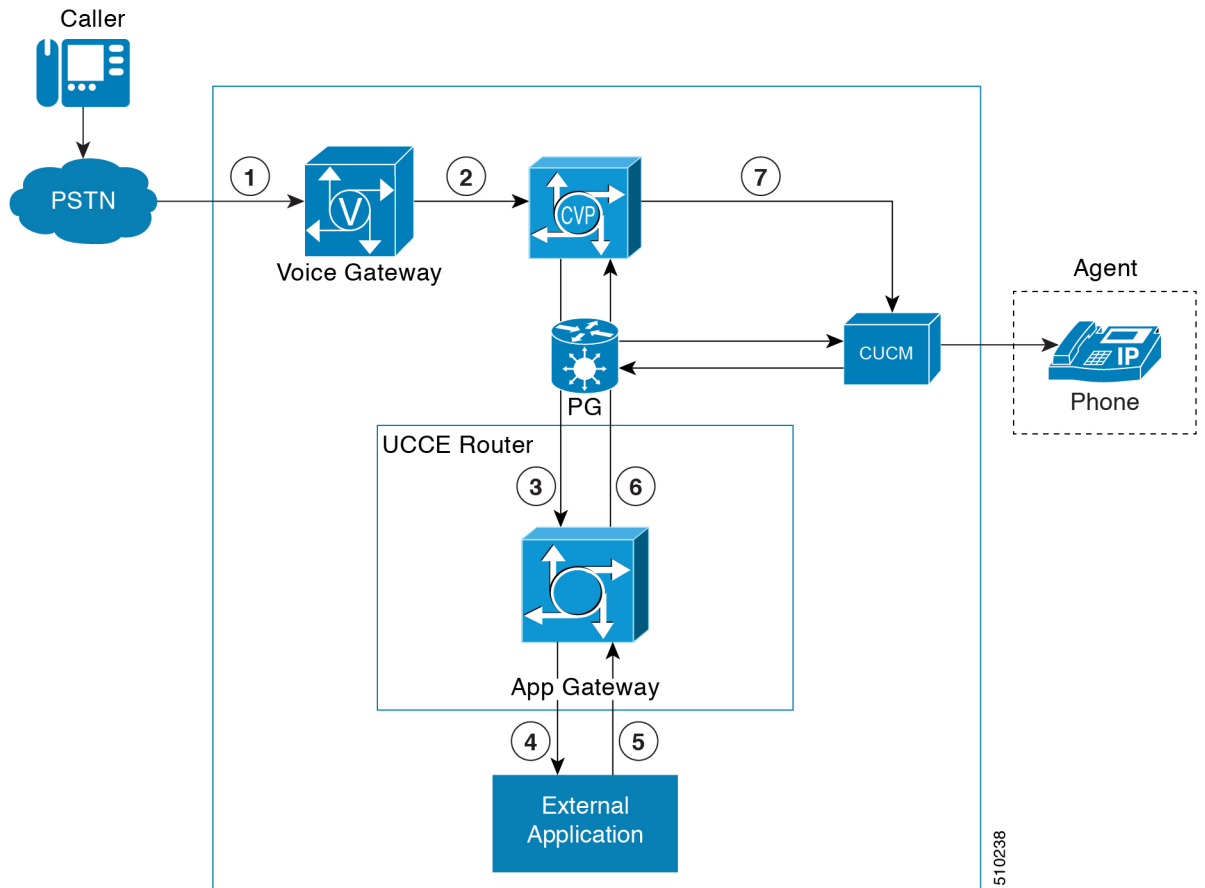 Caller
PSTN
1
V
Voice Gateway
2
CVP
7
CUCM
Agent
IP
Phone
PG
UCCE Router
3
6
App Gateway
4
5
External
Application
510238